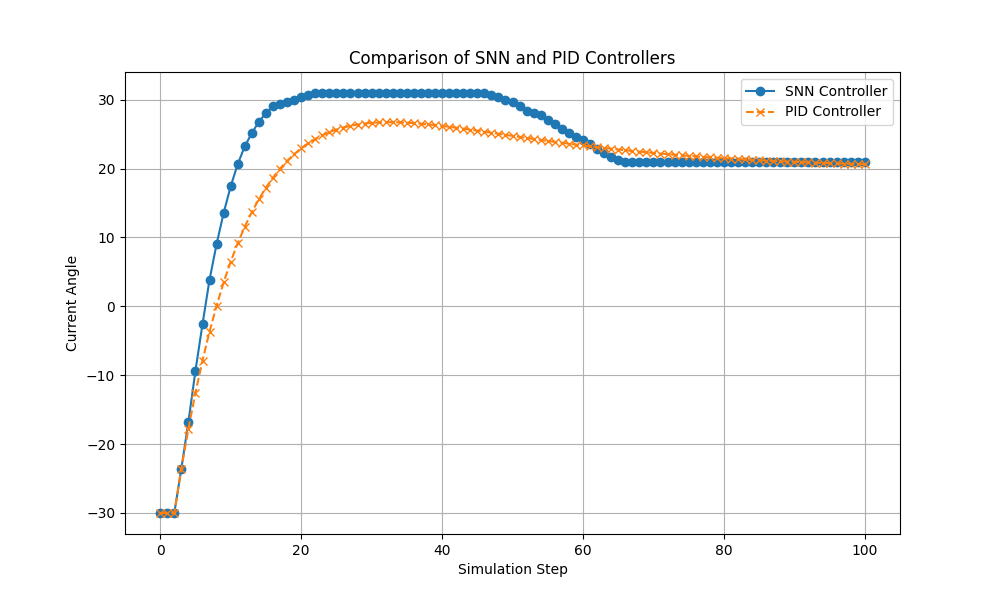 Comparison of SNN and PID Controllers
SNN Controller
PID Controller
30
20
10
0
−10
−20
−30
Current Angle
0 20 40 60 80 100
Simulation Step